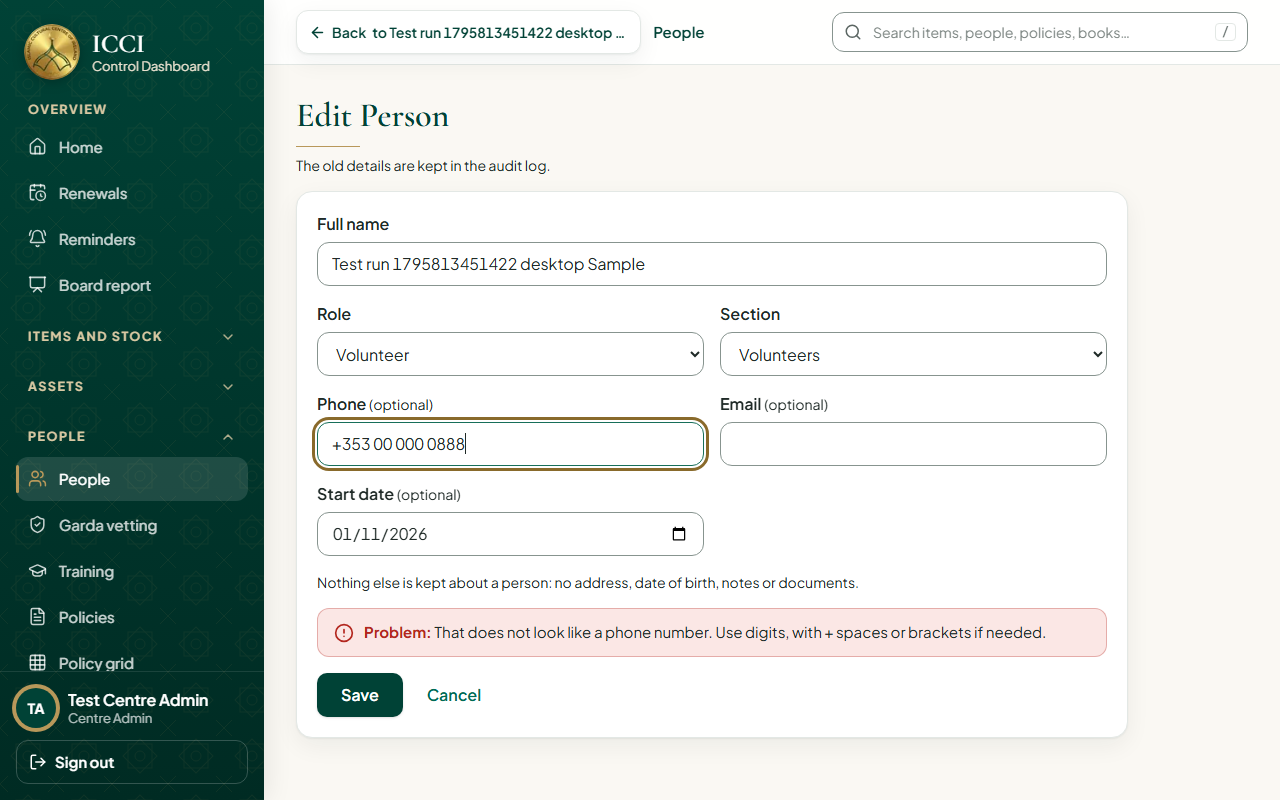 ICCI
Control Dashboard
OVERVIEW
Home
Renewals
Reminders
Board report
ITEMS AND STOCK
ASSETS
PEOPLE
People
Garda vetting
Training
Policies
Policy grid
TA
Test Centre Admin
Centre Admin
Sign out
Back to Test run 1795813451422 desktop ...
People
Search items, people, policies, books...
/
Edit Person
The old details are kept in the audit log.
Full name
Test run 1795813451422 desktop Sample
Role
Section
Volunteer
Volunteers
Phone (optional)
Email (optional)
+353 00 000 0888
Start date (optional)
01/11/2026
Nothing else is kept about a person: no address, date of birth, notes or documents.
Problem: That does not look like a phone number. Use digits, with + spaces or brackets if needed.
Save
Cancel